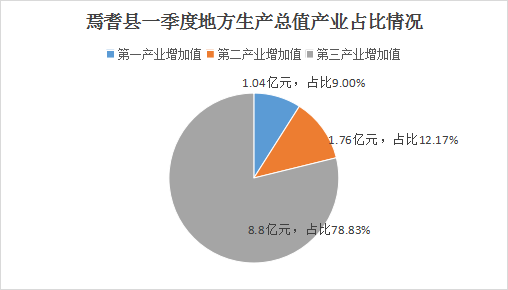 焉耆县一季度地方生产总值产业占比情况
第一产业增加值 第二产业增加值 第三产业增加值
1.04亿元，占比9.00%
1.76亿元，占比12.17%
8.8亿元，占比78.83%